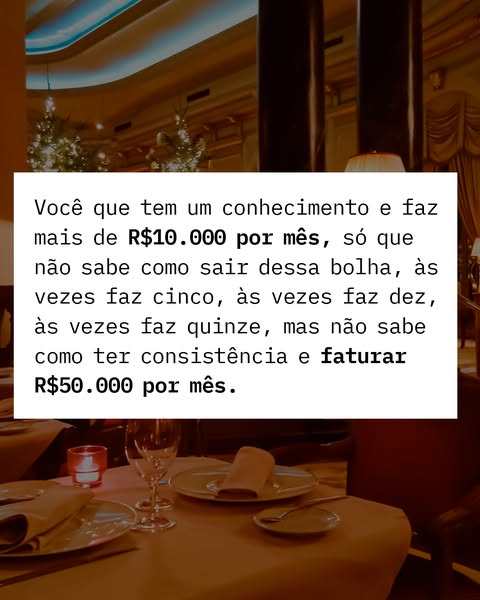 Você que tem um conhecimento e faz
mais de R$10.000 por mês, só que
não sabe como sair dessa bolha, às
vezes faz cinco, às vezes faz dez,
às vezes faz quinze, mas não sabe
como ter consistência e faturar
R$50.000 por mês.